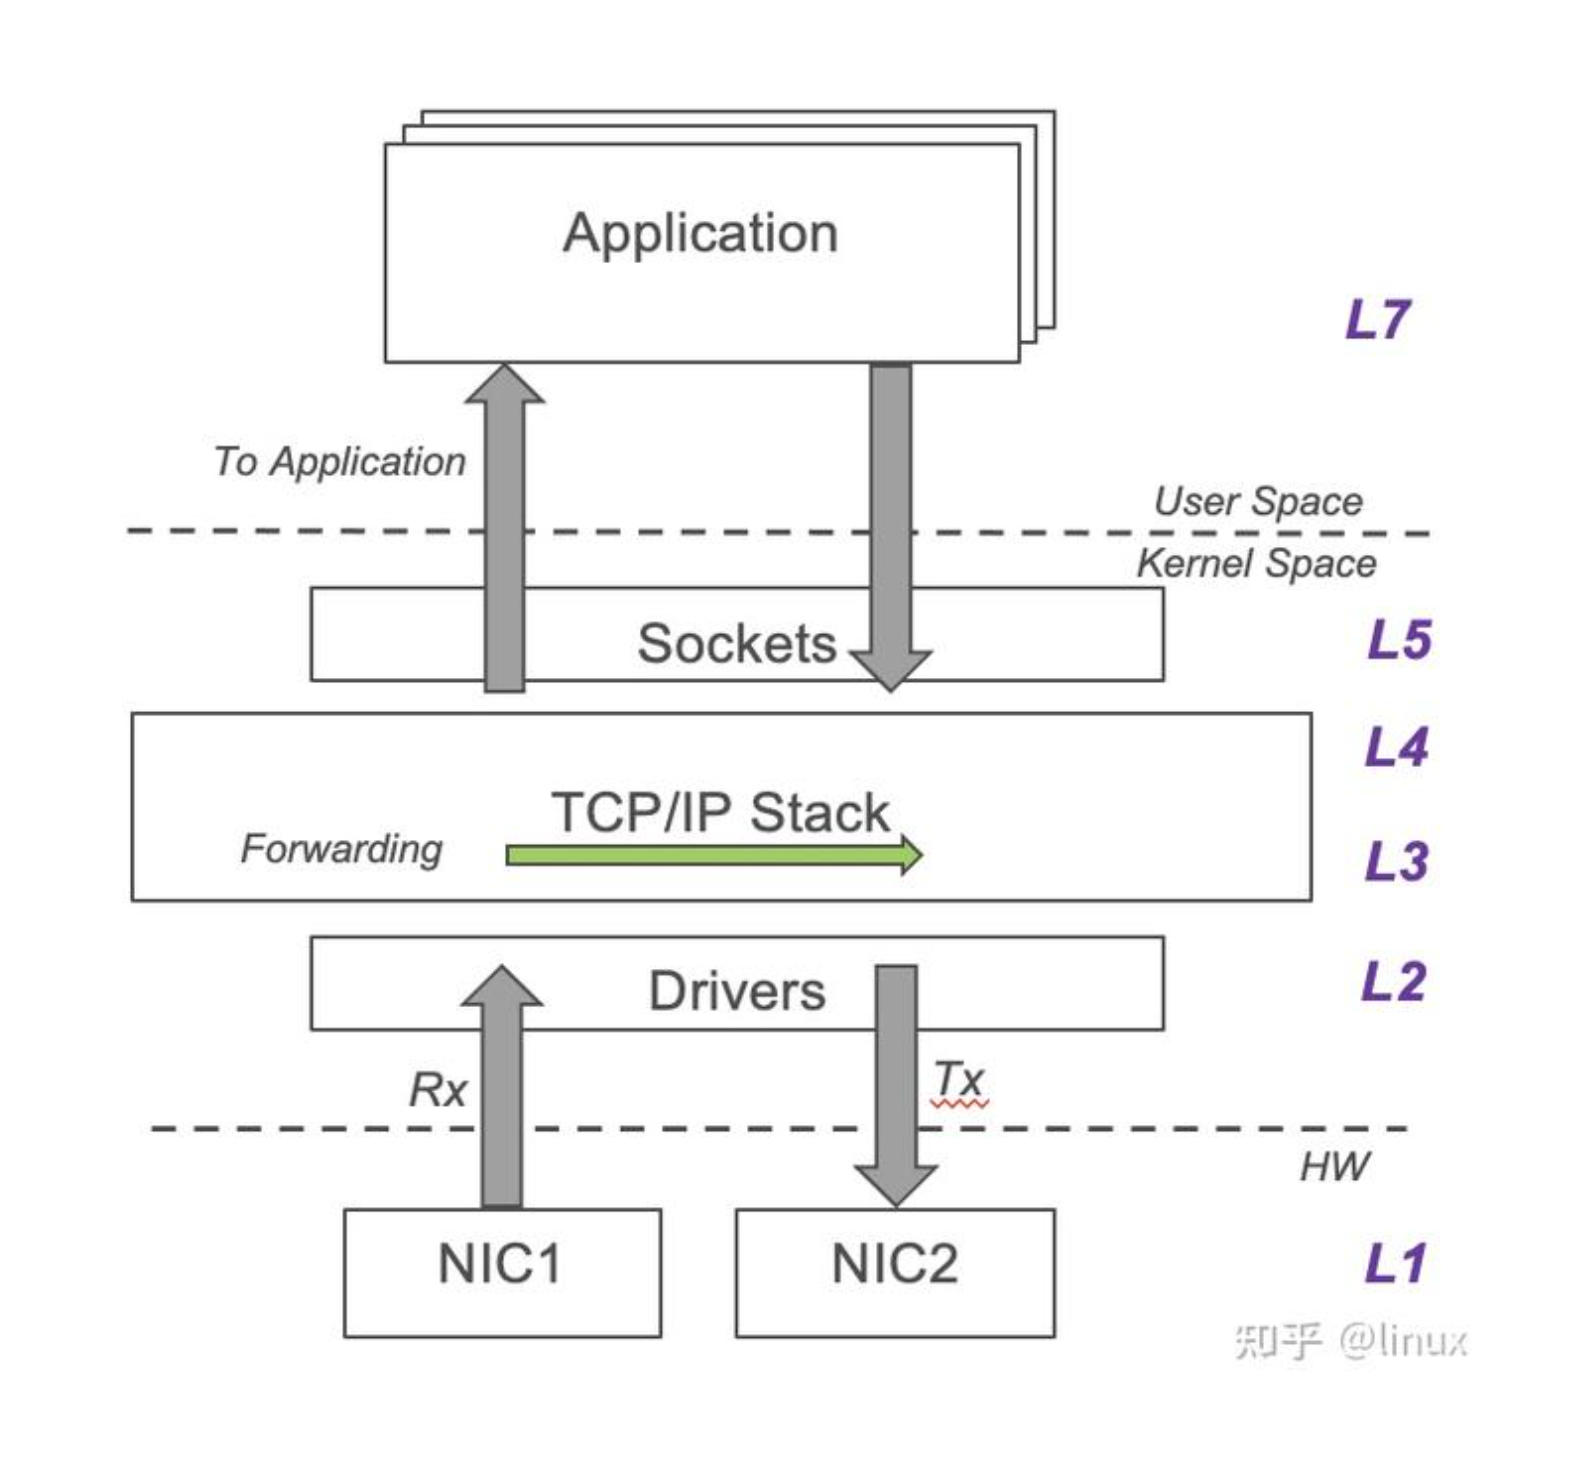 Application
L7
To Application
User Space
Kernel Space
Sockets
L5
L4
TCP/IP Stack
Forwarding
L3
Drivers
L2
Rx
Tx
HW
NIC1
NIC2
L1
知乎 @linux